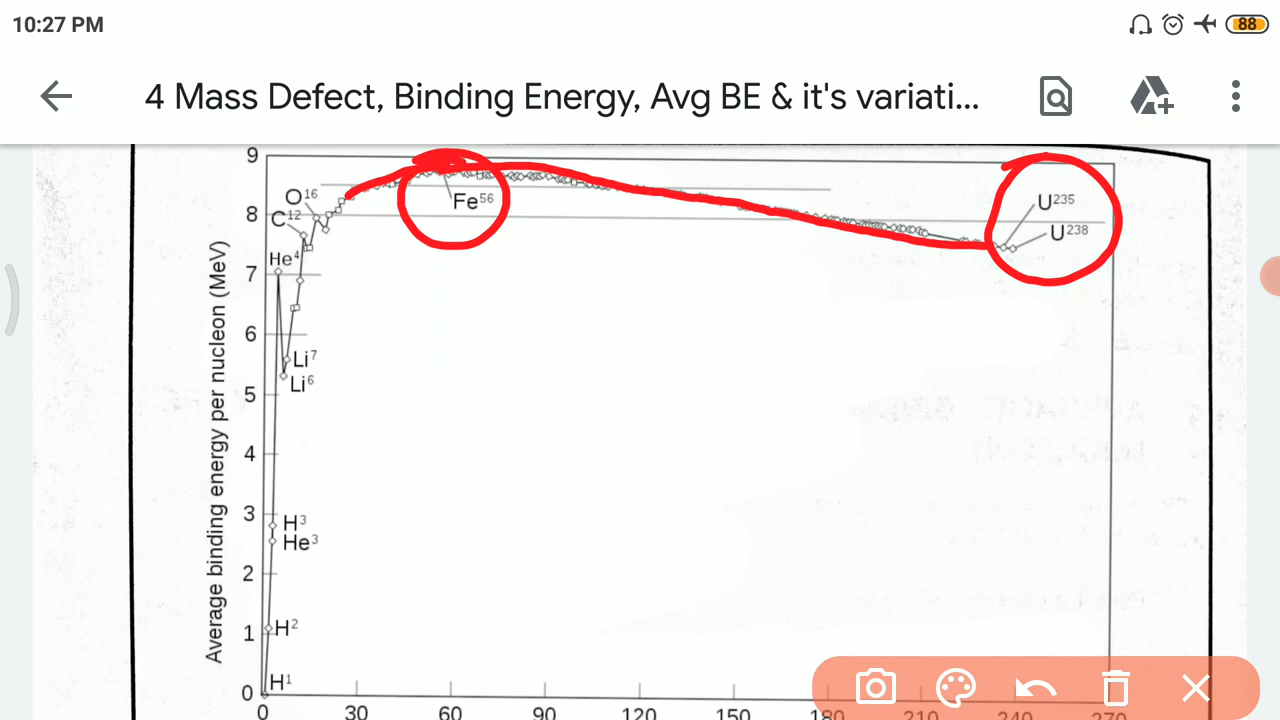 10:27 PM
88
4 Mass Defect, Binding Energy, Avg BE & it's variati...
Average binding energy per nucleon (MeV)
9
8
7
6
5
4
3
2
1
0
O¹⁶
C¹²
He⁴
Li⁷
Li⁶
H³
He³
H²
H¹
Fe⁵⁶
U²³⁵
U²³⁸
0 30 60 90 120 150 180 210 240 270